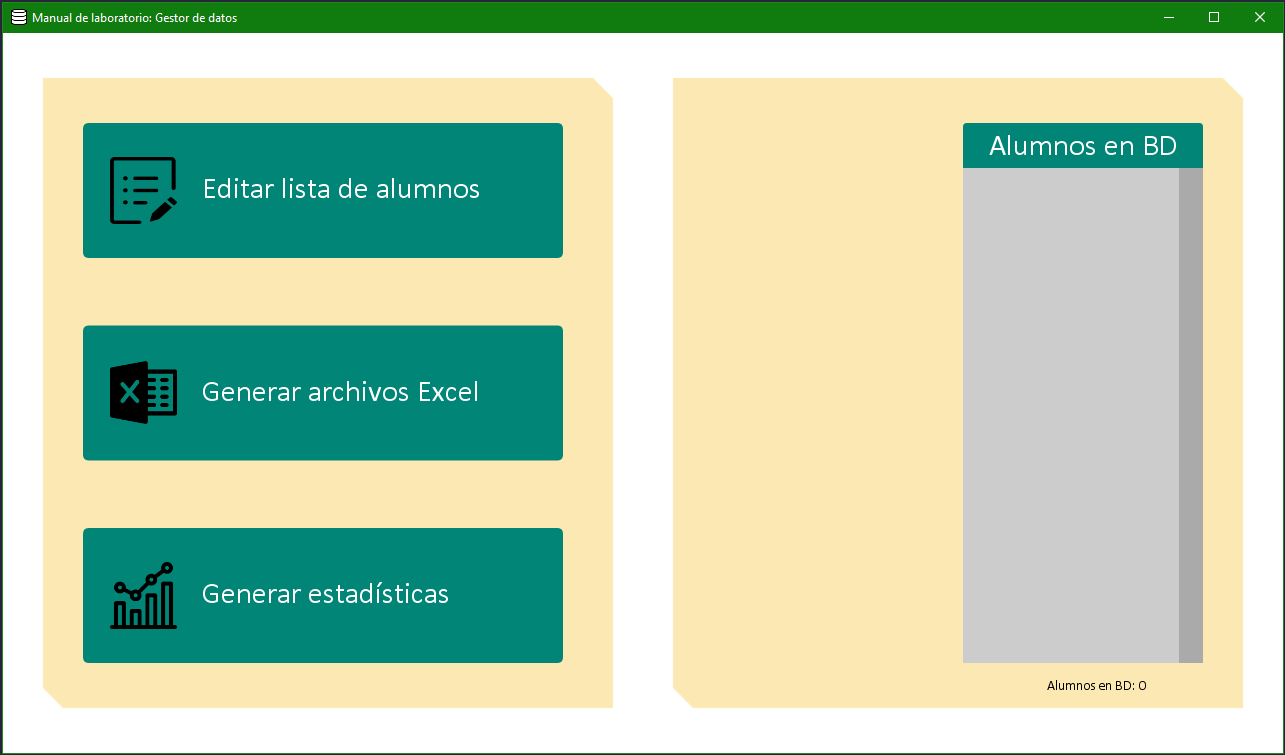 Manual de laboratorio: Gestor de datos
Editar lista de alumnos
Generar archivos Excel
Generar estadísticas
Alumnos en BD
Alumnos en BD: 0